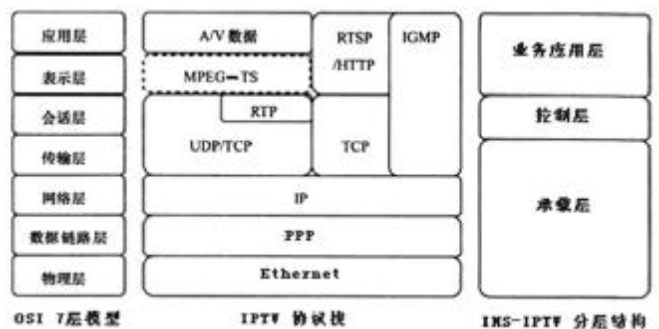 应用层
表示层
会话层
传输层
网络层
数据链路层
物理层
OSI 7层模型
A/V 数据
MPEG-TS
RTP
UDP/TCP
RTSP
/HTTP
TCP
IGMP
IP
PPP
Ethernet
IPTV 协议栈
业务应用层
控制层
承载层
IMS-IPTV 分层结构